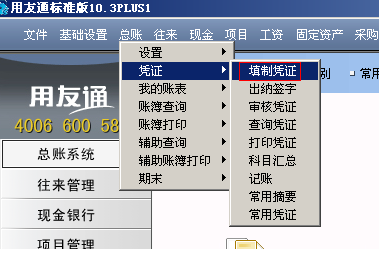 用友通标准版10.3PLUS1
文件 基础设置 总账 往来 现金 项目 工资 固定资产 采购
设置
凭证
我的账表
账簿查询
账簿打印
辅助查询
辅助账簿打印
期末
填制凭证
出纳签字
审核凭证
查询凭证
打印凭证
科目汇总
记账
常用摘要
常用凭证
别
常用
用友通
4006 600 58
总账系统
往来管理
现金银行
项目管理